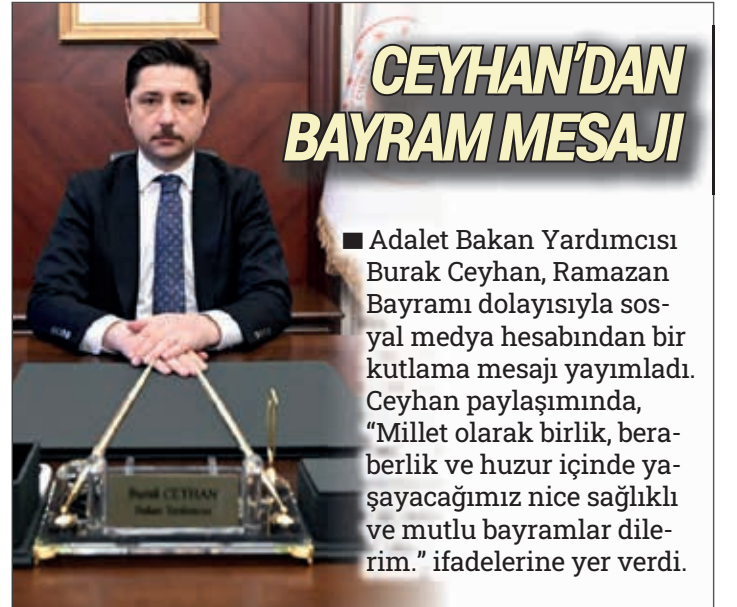 CEYHAN'DAN
BAYRAM MESAJI
■ Adalet Bakan Yardımcısı
Burak Ceyhan, Ramazan
Bayramı dolayısıyla sos-
yal medya hesabından bir
kutlama mesajı yayımladı.
Ceyhan paylaşımında,
“Millet olarak birlik, bera-
berlik ve huzur içinde ya-
şayacağımız nice sağlıklı
ve mutlu bayramlar dile-
rim.” ifadelerine yer verdi.
Burak CEYHAN
Bakan Yardımcısı